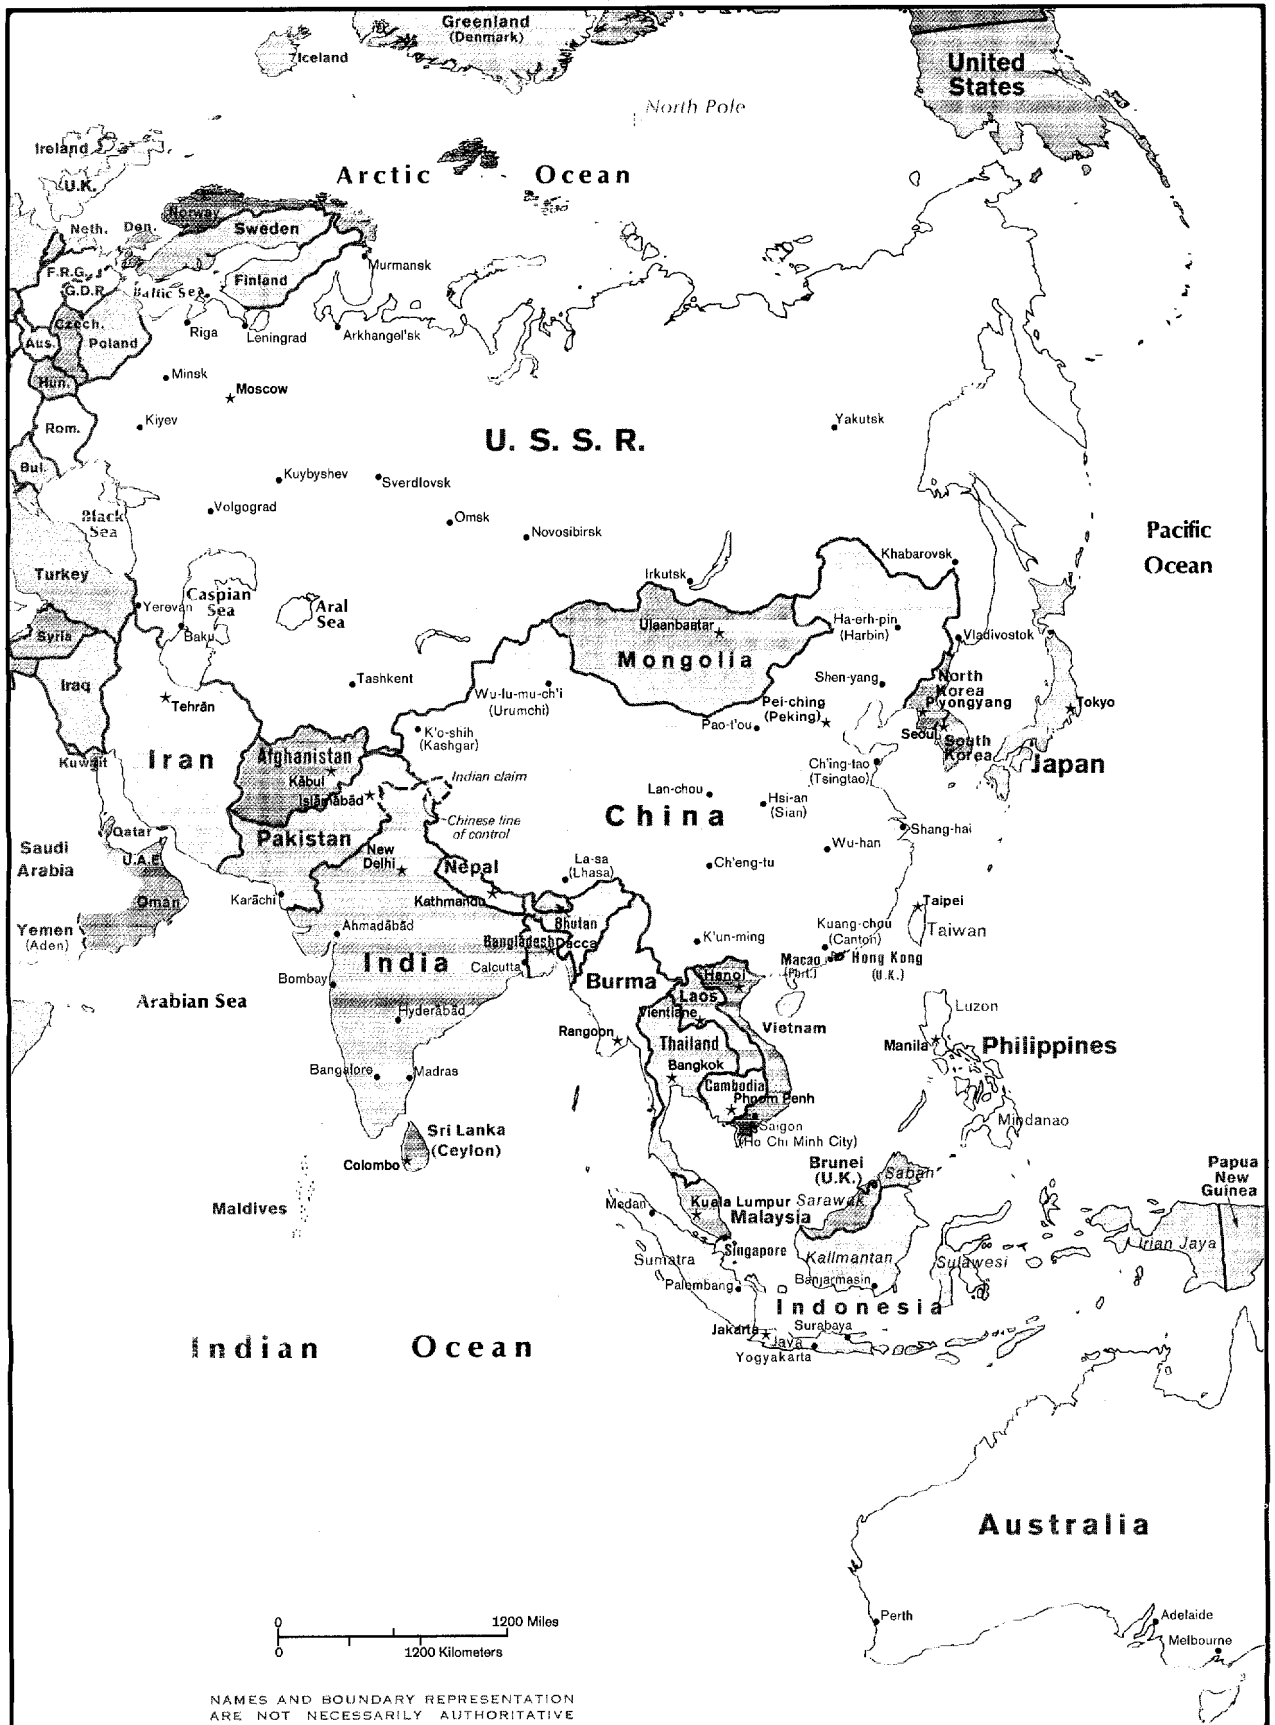 Greenland
(Denmark)
Iceland
United
States
North Pole
Ireland
U.K.
Arctic Ocean
Norway
Neth.
Den.
Sweden
Murmansk
F.R.G.
G.D.R.
Baltic Sea
Finland
Czech.
Riga
Leningrad
Arkhangel'sk
Aus.
Poland
Hun.
Minsk
Moscow
Rom.
Kiyev
U. S. S. R.
Yakutsk
Bul.
Kuybyshev
Sverdlovsk
Volgograd
Omsk
Novosibirsk
Black
Sea
Pacific
Ocean
Khabarovsk
Irkutsk
Turkey
Caspian
Sea
Aral
Sea
Yerevan
Baku
Syria
Ulaanbaatar
Ha-erh-pin
(Harbin)
Vladivostok
Mongolia
Iraq
Tashkent
Wu-lu-mu-ch'i
(Urumchi)
Shen-yang
North
Korea
P'yongyang
Tehrān
Pei-ching
(Peking)
Pao-t'ou
Tokyo
K'o-shih
(Kashgar)
Seoul
South
Korea
Kuwait
Iran
Afghanistan
Kābul
Indian claim
Ch'ing-tao
(Tsingtao)
Japan
Islāmābād
Lan-chou
Hsi-an
(Sian)
China
Chinese line
of control
Qatar
Pakistan
Shang-hai
Saudi
Arabia
U.A.E.
New
Delhi
Nepal
La-sa
(Lhasa)
Ch'eng-tu
Wu-han
Oman
Karāchi
Kathmandu
Taipei
Taiwan
Yemen
(Aden)
Ahmadābād
Bhutan
Bangladesh
Dacca
K'un-ming
Kuang-chou
(Canton)
India
Calcutta
Macao
(Port.)
Hong Kong
(U.K.)
Bombay
Burma
Hanoi
Laos
Arabian Sea
Hyderābād
Vientiane
Vietnam
Luzon
Rangoon
Thailand
Manila
Philippines
Bangalore
Madras
Bangkok
Cambodia
Phnom Penh
Saigon
(Ho Chi Minh City)
Mindanao
Sri Lanka
(Ceylon)
Colombo
Brunei
(U.K.)
Sabah
Papua
New
Guinea
Maldives
Medan
Kuala Lumpur
Sarawak
Malaysia
Singapore
Sumatra
Kalimantan
Sulawesi
Irian Jaya
Palembang
Banjarmasin
Indonesia
Jakarta
Surabaya
Java
Yogyakarta
Indian Ocean
Australia
Perth
Adelaide
Melbourne
0 1200 Miles
0 1200 Kilometers
NAMES AND BOUNDARY REPRESENTATION
ARE NOT NECESSARILY AUTHORITATIVE